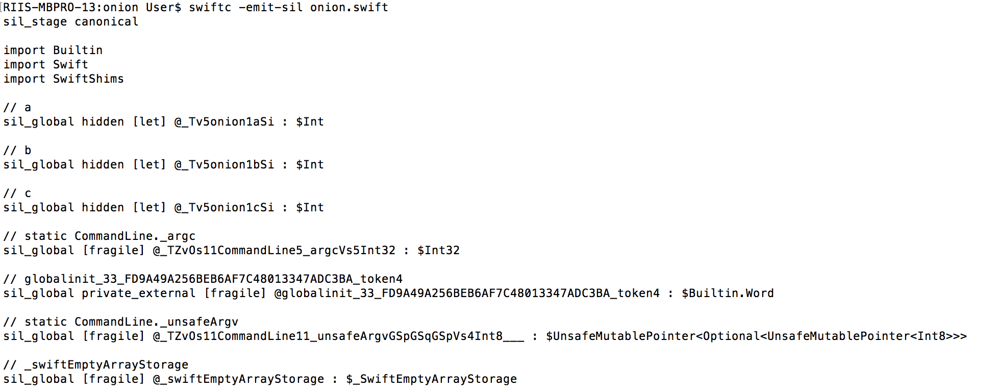 [RIIS-MBPRO-13:onion User$ swiftc -emit-sil onion.swift
sil_stage canonical
import Builtin
import Swift
import SwiftShims
// a
sil_global hidden [let] @_Tv5onion1aSi : $Int
// b
sil_global hidden [let] @_Tv5onion1bSi : $Int
// c
sil_global hidden [let] @_Tv5onion1cSi : $Int
// static CommandLine._argc
sil_global [fragile] @_TZvOs11CommandLine5_argcVs5Int32 : $Int32
// globalinit_33_FD9A49A256BEB6AF7C48013347ADC3BA_token4
sil_global private_external [fragile] @globalinit_33_FD9A49A256BEB6AF7C48013347ADC3BA_token4 : $Builtin.Word
// static CommandLine._unsafeArgv
sil_global [fragile] @_TZvOs11CommandLine11_unsafeArgvGSpGSqGSpVs4Int8___ : $UnsafeMutablePointer<Optional<UnsafeMutablePointer<Int8>>>
// _swiftEmptyArrayStorage
sil_global [fragile] @_swiftEmptyArrayStorage : $_SwiftEmptyArrayStorage